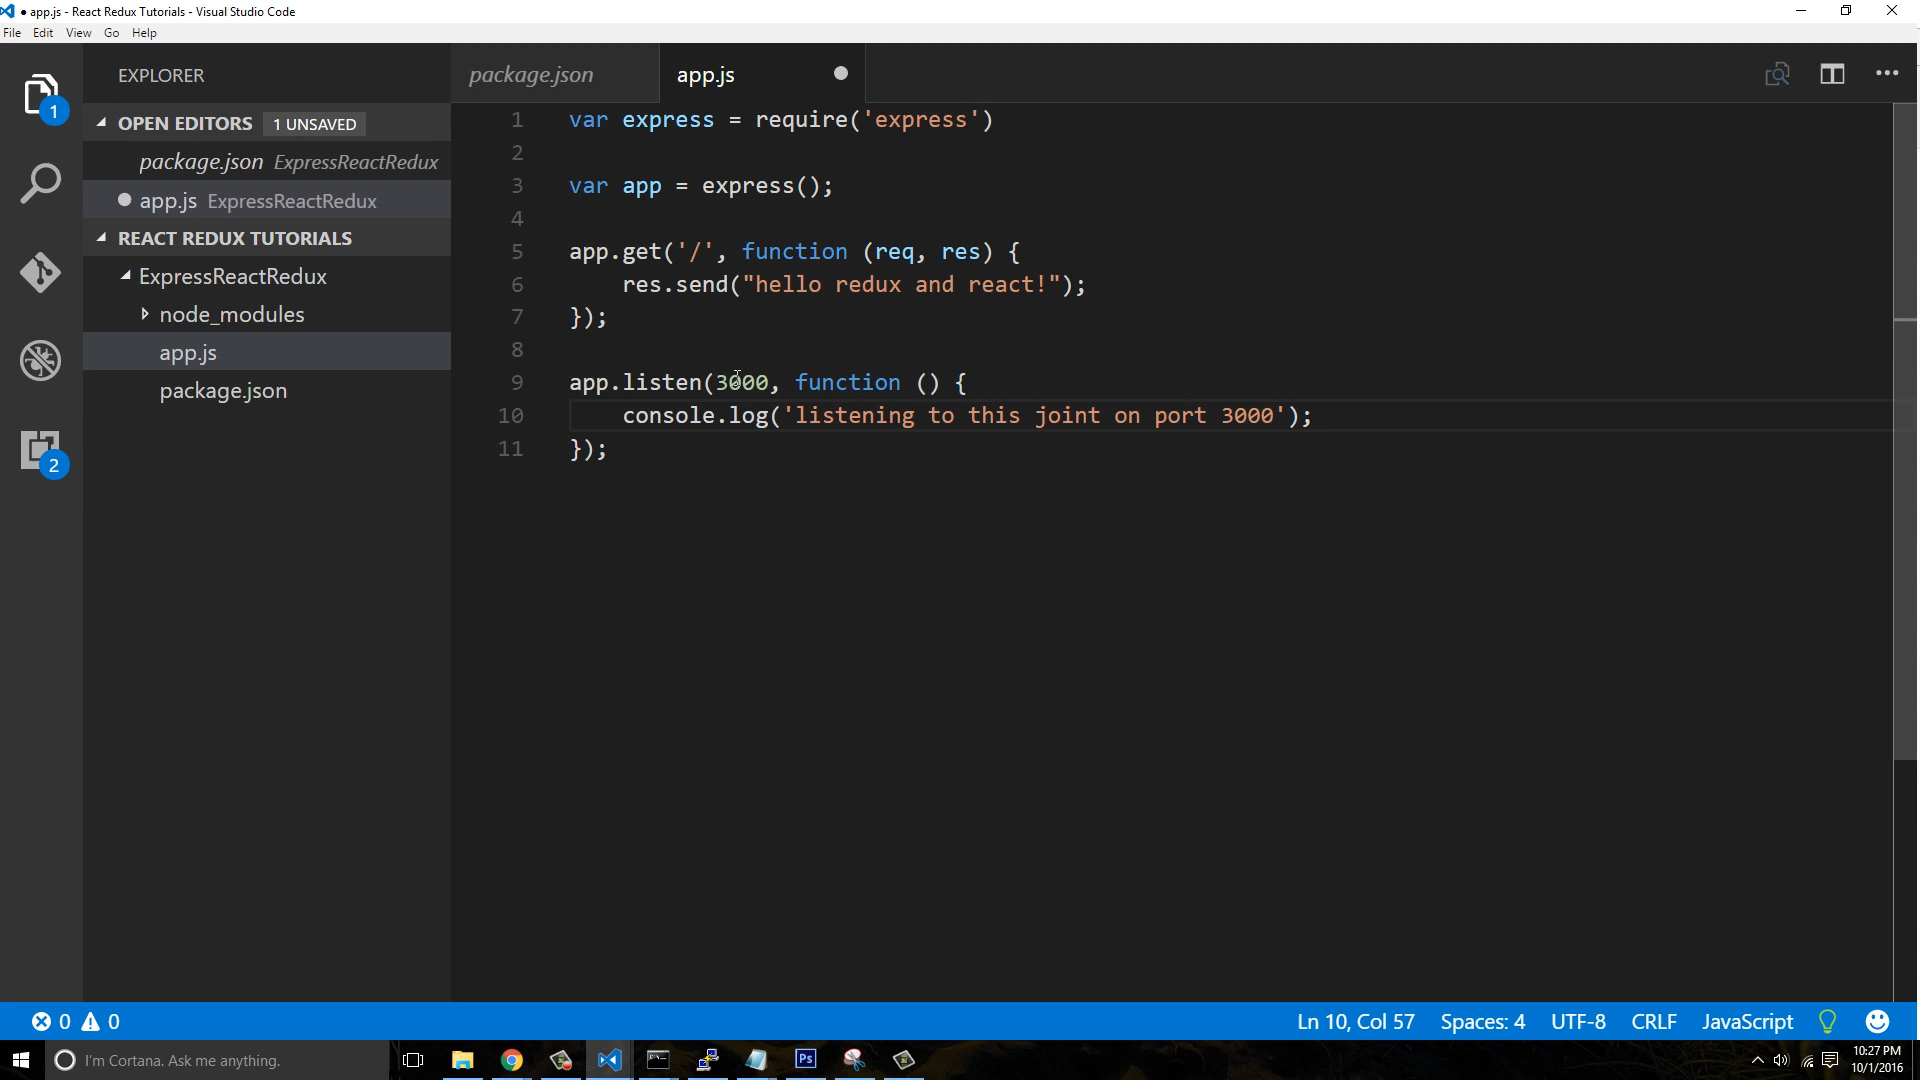 ● app.js - React Redux Tutorials - Visual Studio Code
File Edit View Go Help
EXPLORER
package.json app.js
1
OPEN EDITORS 1 UNSAVED
package.json ExpressReactRedux
app.js ExpressReactRedux
REACT REDUX TUTORIALS
ExpressReactRedux
node_modules
app.js
package.json
2
1 var express = require('express')
2
3 var app = express();
4
5 app.get('/', function (req, res) {
6 res.send("hello redux and react!");
7 });
8
9 app.listen(3000, function () {
10 console.log('listening to this joint on port 3000');
11 });
0 0 Ln 10, Col 57 Spaces: 4 UTF-8 CRLF JavaScript
I'm Cortana. Ask me anything. Ps 10:27 PM
10/1/2016